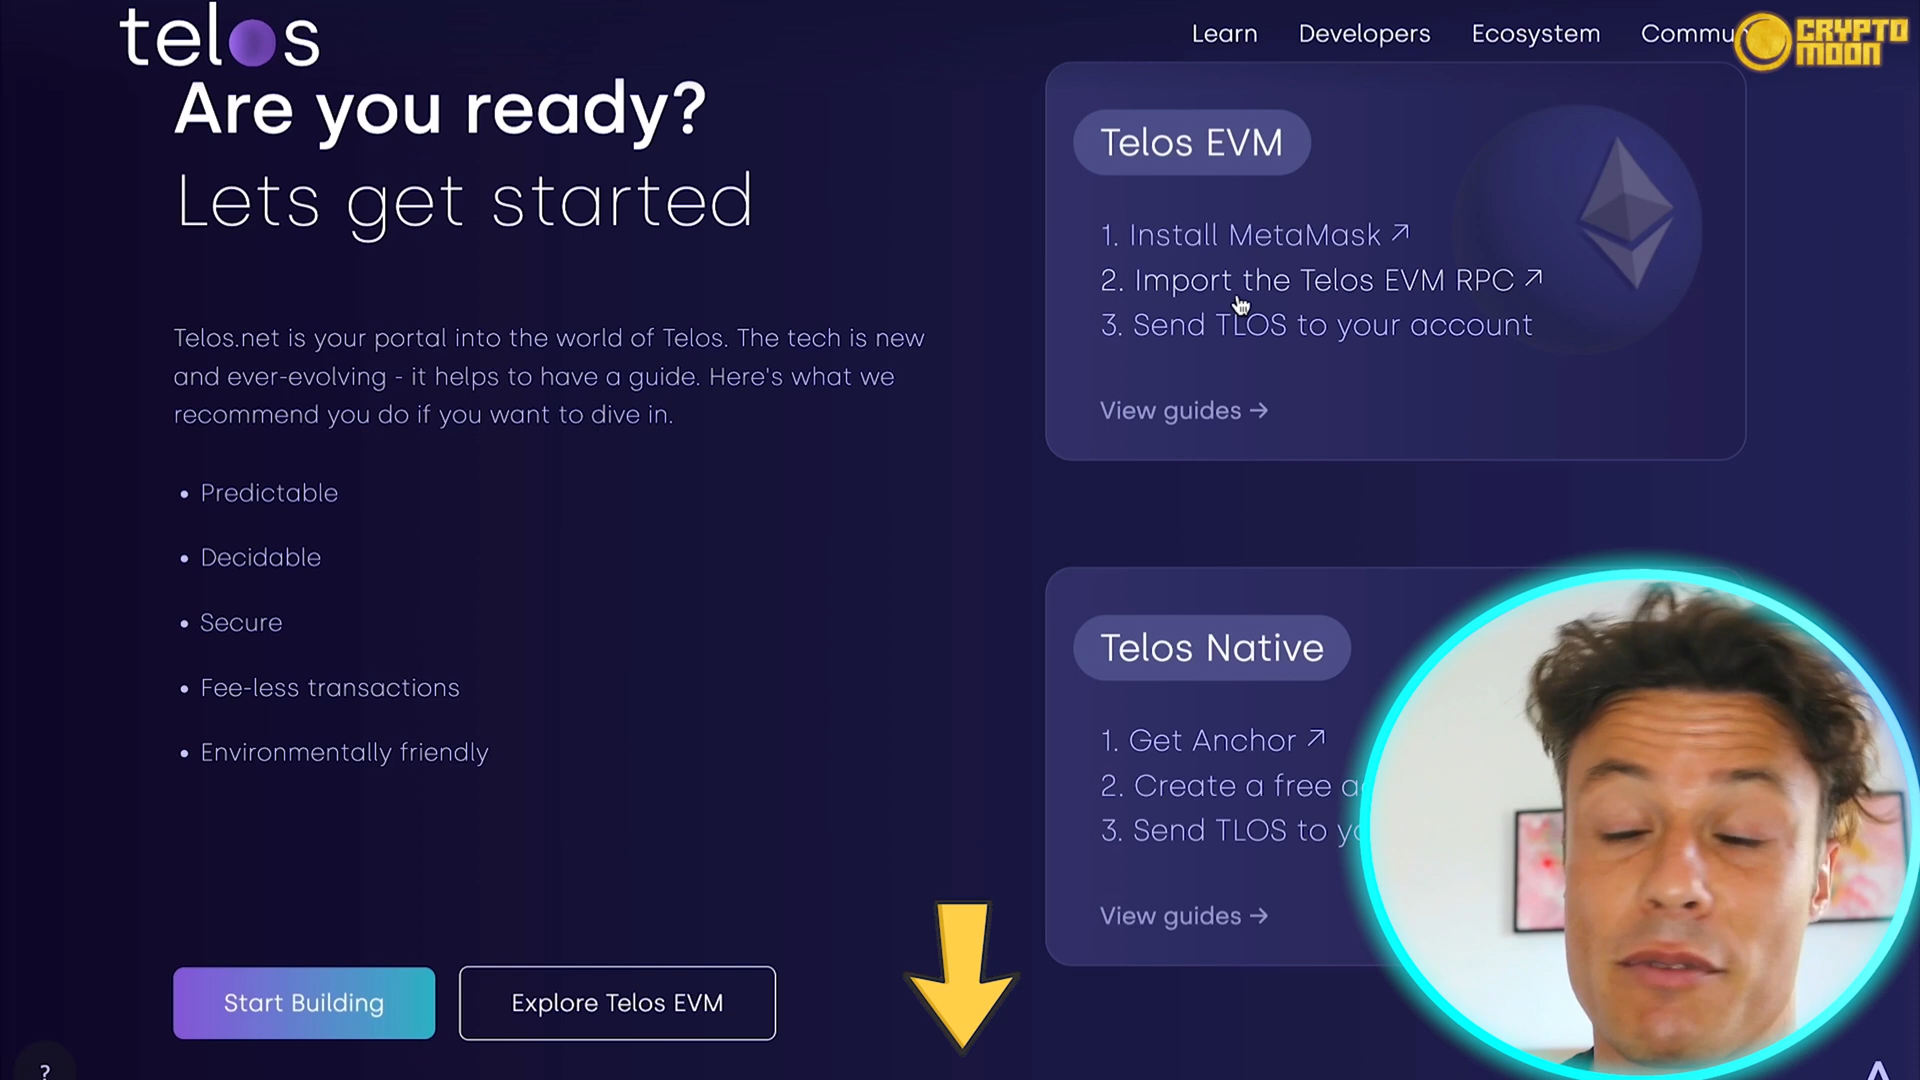 telos
Learn
Developers
Ecosystem
Commu
CRYPTO
MOON
Are you ready?
Lets get started
Telos.net is your portal into the world of Telos. The tech is new
and ever-evolving - it helps to have a guide. Here's what we
recommend you do if you want to dive in.
• Predictable
• Decidable
• Secure
• Fee-less transactions
• Environmentally friendly
Start Building
Explore Telos EVM
?
Telos EVM
1. Install MetaMask ↗
2. Import the Telos EVM RPC ↗
3. Send TLOS to your account
View guides →
Telos Native
1. Get Anchor ↗
2. Create a free
3. Send TLOS to
View guides →